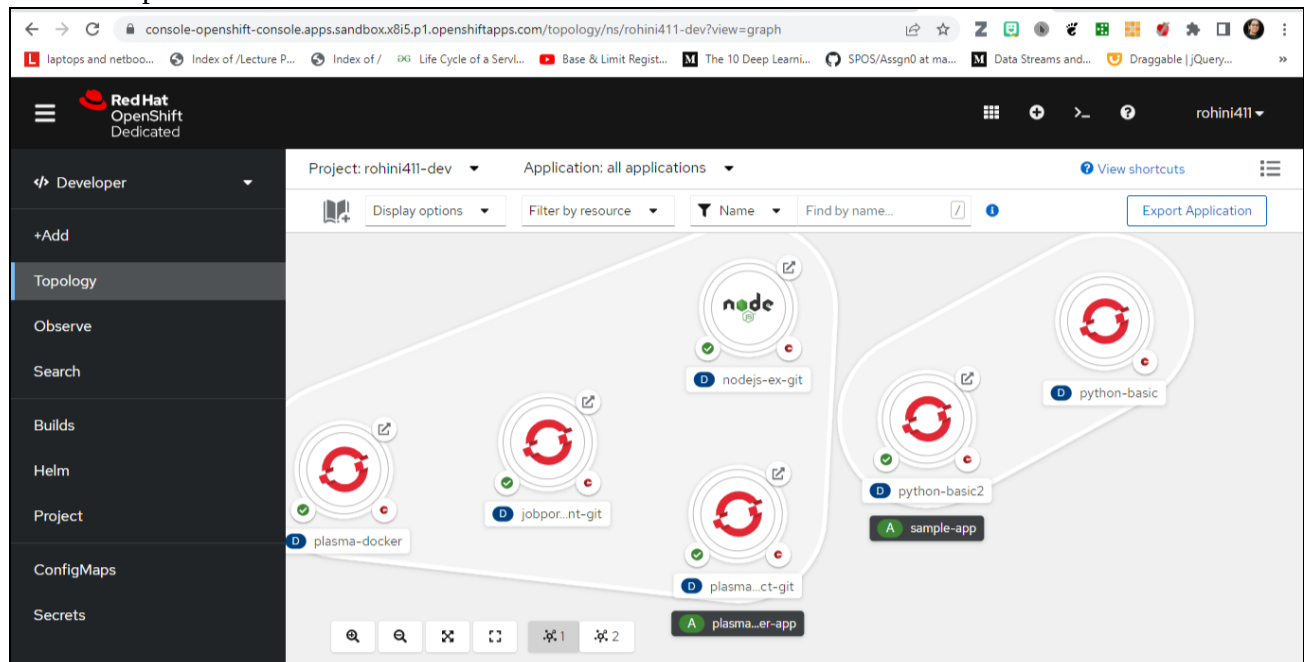 console-openshift-console.apps.sandbox.x8i5.p1.openshiftapps.com/topology/ns/rohini411-dev?view=graph
laptops and netboo... Index of /Lecture P... Index of / Life Cycle of a Servl... Base & Limit Regist... The 10 Deep Learni... SPOS/Assgn0 at ma... Data Streams and... Draggable | jQuery... »
Red Hat
OpenShift
Dedicated
rohini411
Developer
+Add
Topology
Observe
Search
Builds
Helm
Project
ConfigMaps
Secrets
Project: rohini411-dev Application: all applications View shortcuts
Display options Filter by resource Name Find by name... / Export Application
node
JS
D nodejs-ex-git
D python-basic
D python-basic2
A sample-app
D jobpor...nt-git
D plasma-docker
D plasma...ct-git
A plasma...er-app
1 2